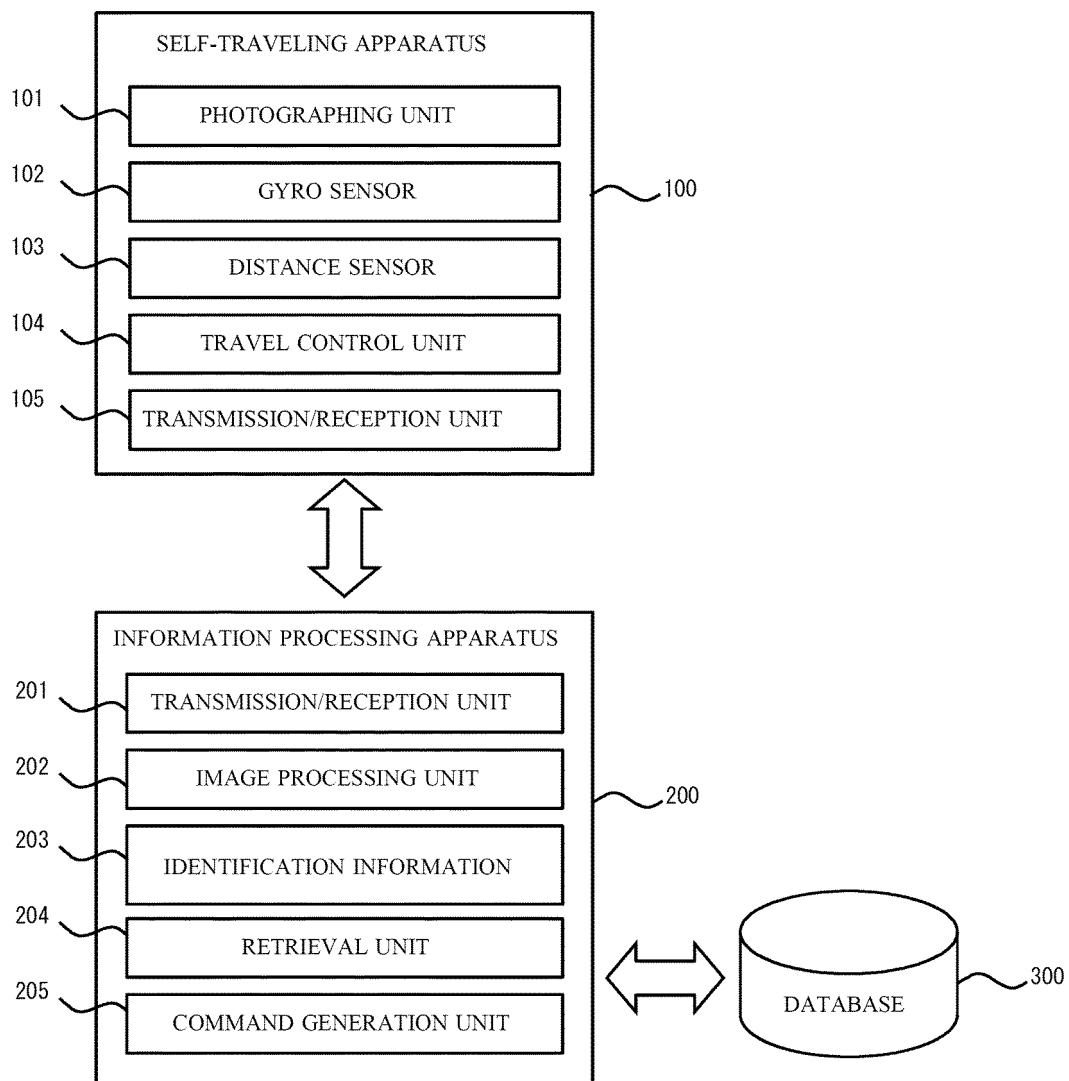 SELF-TRAVELING APPARATUS
101
PHOTOGRAPHING UNIT
102
GYRO SENSOR
100
103
DISTANCE SENSOR
104
TRAVEL CONTROL UNIT
105
TRANSMISSION/RECEPTION UNIT
INFORMATION PROCESSING APPARATUS
201
TRANSMISSION/RECEPTION UNIT
202
IMAGE PROCESSING UNIT
200
203
IDENTIFICATION INFORMATION
204
RETRIEVAL UNIT
205
COMMAND GENERATION UNIT
DATABASE
300